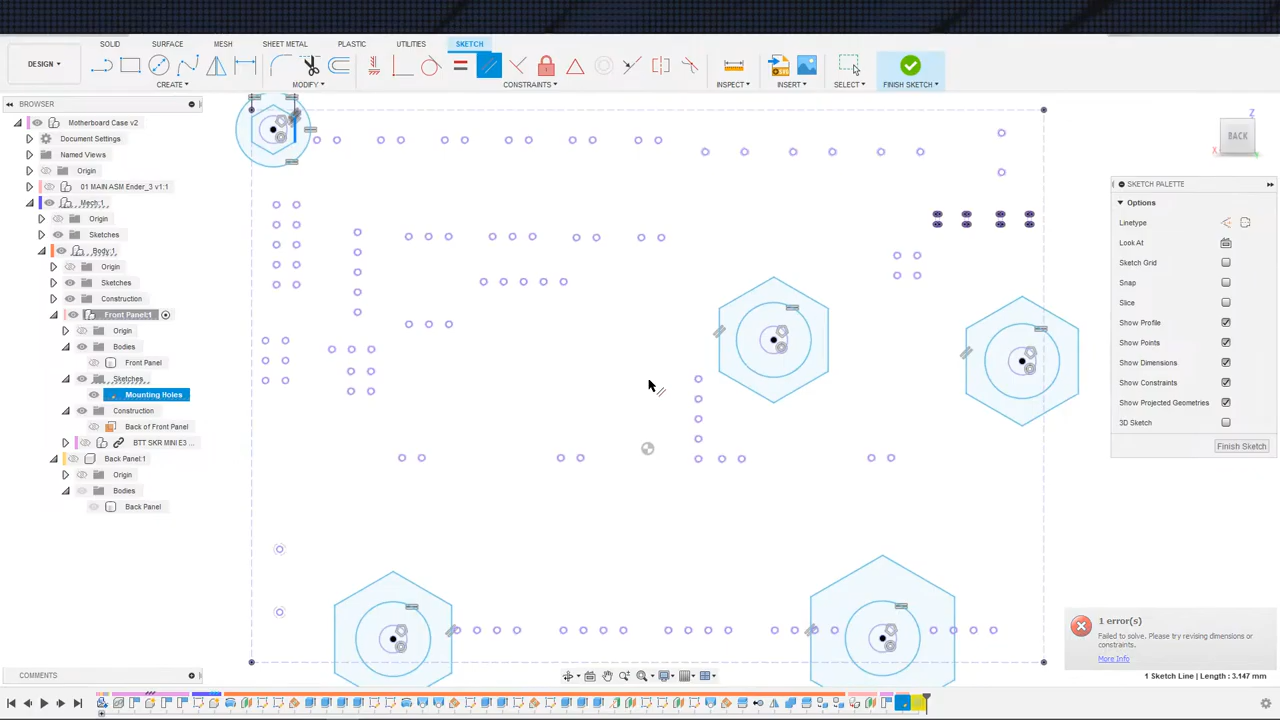 SOLID SURFACE MESH SHEET METAL PLASTIC UTILITIES SKETCH
DESIGN
CREATE MODIFY CONSTRAINTS INSPECT INSERT SELECT FINISH SKETCH
BROWSER
Motherboard Case v2
Document Settings
Named Views
Origin
01 MAIN ASM Ender_3 v1:1
Mech:1
Origin
Sketches
Body:1
Origin
Sketches
Construction
Front Panel:1
Origin
Bodies
Front Panel
Sketches
Mounting Holes
Construction
Back of Front Panel
BTT SKR MINI E3 ...
Back Panel:1
Origin
Bodies
Back Panel
COMMENTS
Z
BACK
X
SKETCH PALETTE
Options
Linetype
Look At
Sketch Grid
Snap
Slice
Show Profile
Show Points
Show Dimensions
Show Constraints
Show Projected Geometries
3D Sketch
Finish Sketch
1 error(s)
Failed to solve. Please try revising dimensions or
constraints.
More Info
1 Sketch Line | Length : 3.147 mm